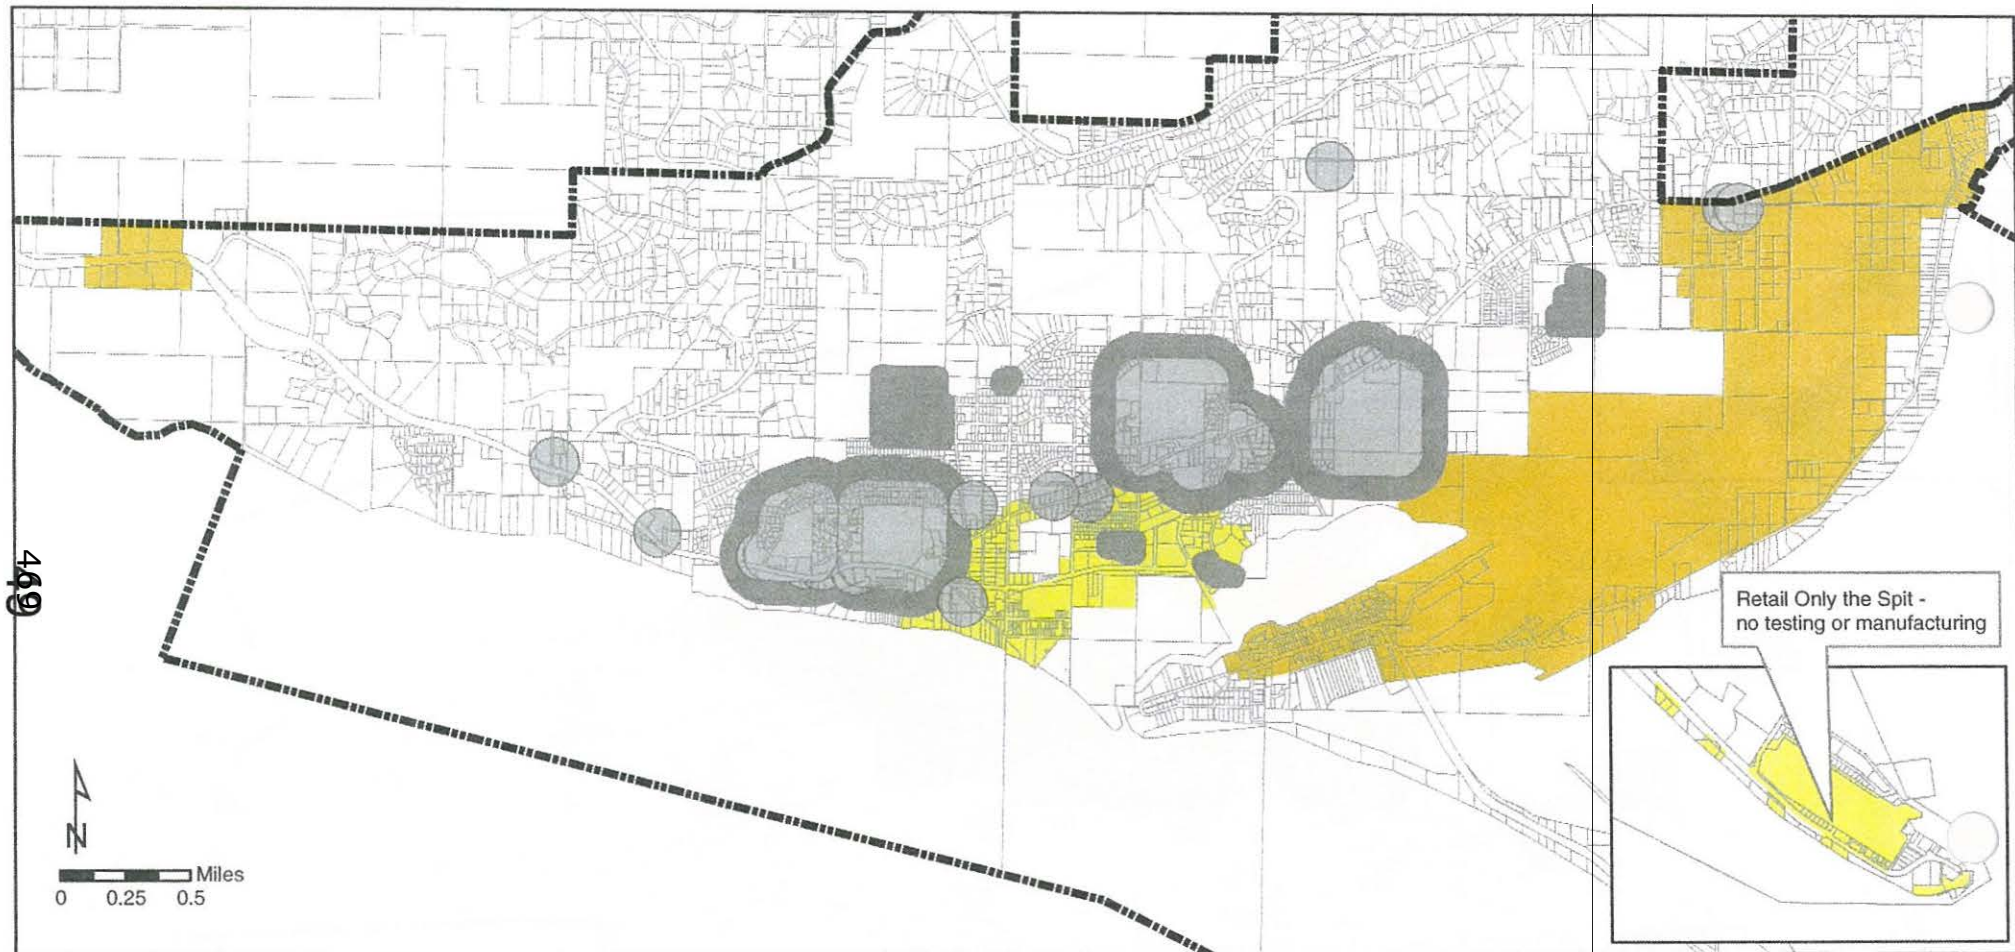 Retail Only the Spit -
no testing or manufacturing
N
Miles
0 0.25 0.5